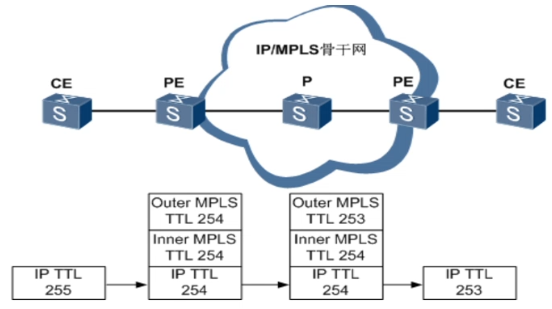 IP/MPLS骨干网
CE
PE
P
PE
CE
S
S
S
S
S
Outer MPLS
TTL 254
Inner MPLS
TTL 254
IP TTL
255
IP TTL
254
Outer MPLS
TTL 253
Inner MPLS
TTL 254
IP TTL
254
IP TTL
253